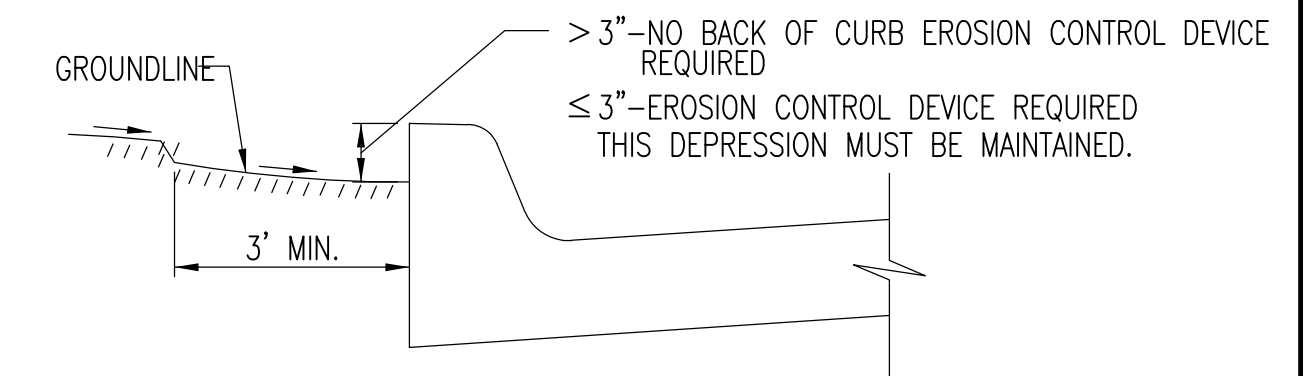 > 3"-NO BACK OF CURB EROSION CONTROL DEVICE
REQUIRED
GROUNDLINE
≤ 3"-EROSION CONTROL DEVICE REQUIRED
THIS DEPRESSION MUST BE MAINTAINED.
3' MIN.